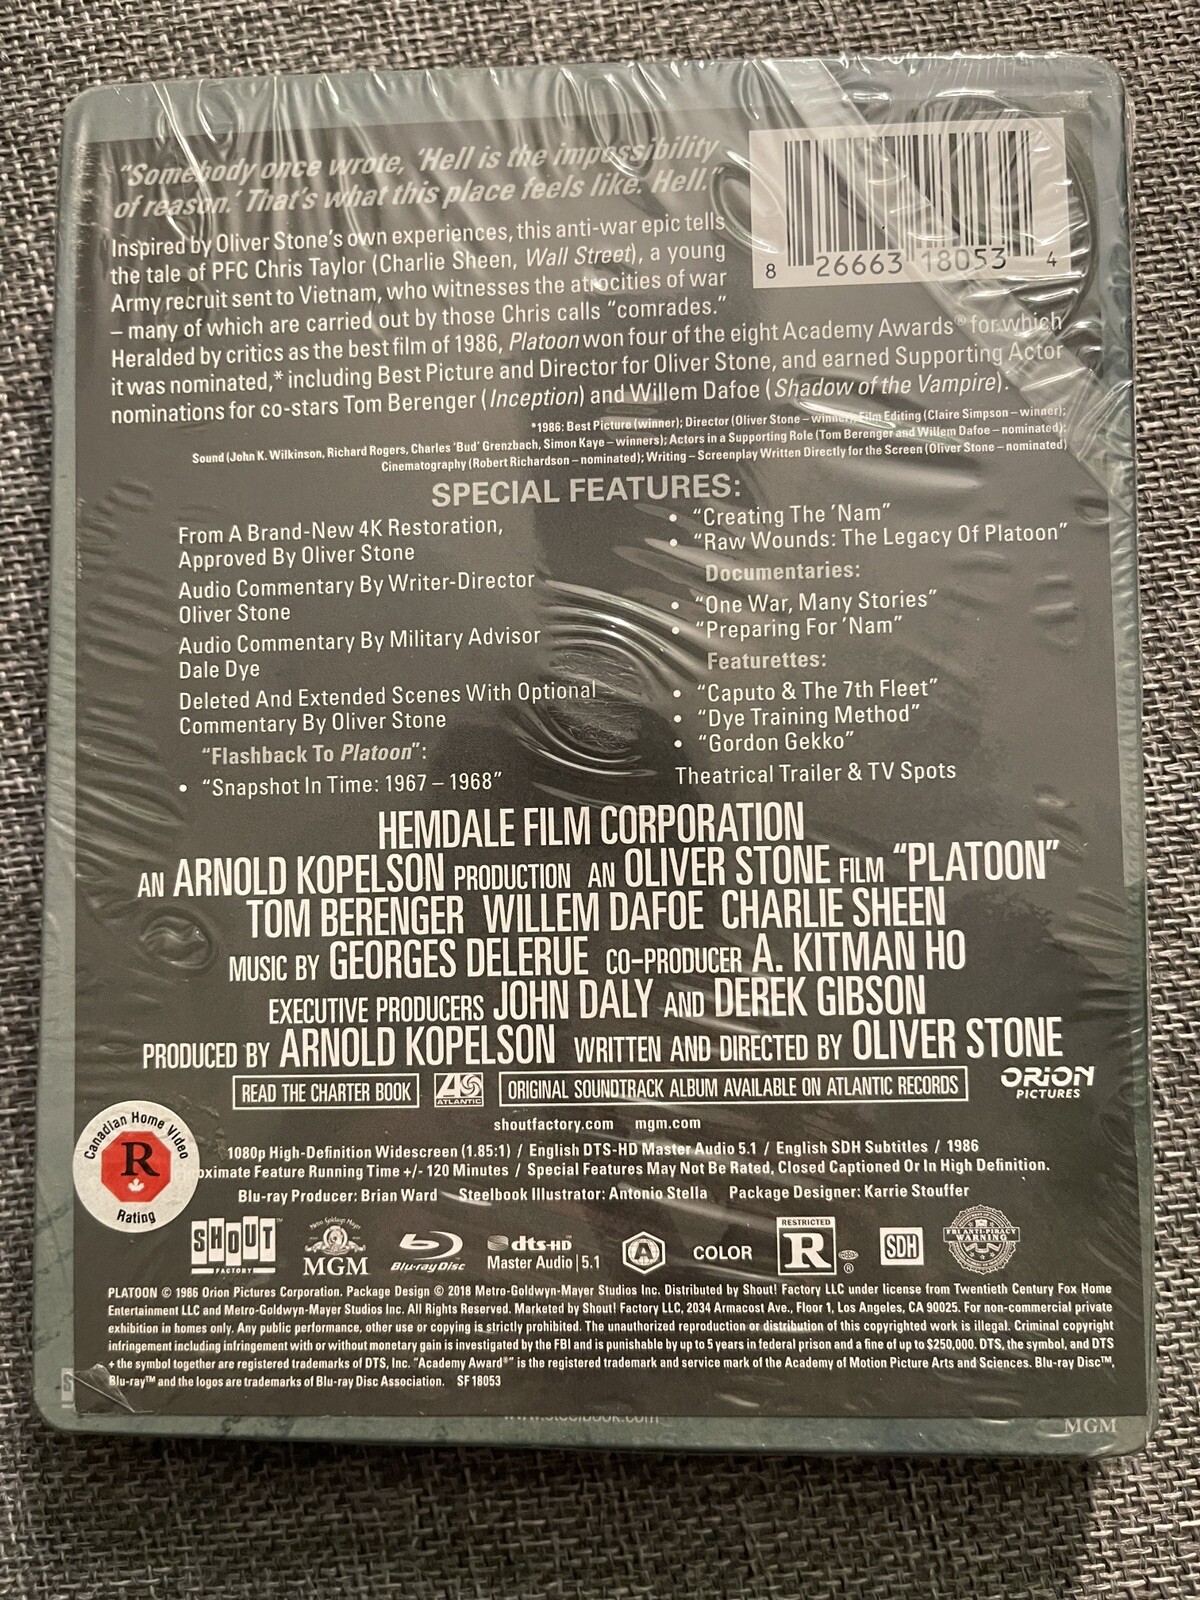 "Somebody once wrote, 'Hell is the impossibility
of reason.' That's what this place feels like. Hell."
Inspired by Oliver Stone's own experiences, this anti-war epic tells
the tale of PFC Chris Taylor (Charlie Sheen, Wall Street), a young
Army recruit sent to Vietnam, who witnesses the atrocities of war
– many of which are carried out by those Chris calls "comrades."
Heralded by critics as the best film of 1986, Platoon won four of the eight Academy Awards® for which
it was nominated,* including Best Picture and Director for Oliver Stone, and earned Supporting Actor
nominations for co-stars Tom Berenger (Inception) and Willem Dafoe (Shadow of the Vampire).
8 26663 18053 4
*1986: Best Picture (winner); Director (Oliver Stone – winner); Film Editing (Claire Simpson – winner);
Sound (John K. Wilkinson, Richard Rogers, Charles 'Bud' Grenzbach, Simon Kaye – winners); Actors in a Supporting Role (Tom Berenger and Willem Dafoe – nominated);
Cinematography (Robert Richardson – nominated); Writing – Screenplay Written Directly for the Screen (Oliver Stone – nominated)
SPECIAL FEATURES:
From A Brand-New 4K Restoration,
Approved By Oliver Stone
Audio Commentary By Writer-Director
Oliver Stone
Audio Commentary By Military Advisor
Dale Dye
Deleted And Extended Scenes With Optional
Commentary By Oliver Stone
"Flashback To Platoon":
• "Snapshot In Time: 1967 – 1968"
• "Creating The 'Nam"
• "Raw Wounds: The Legacy Of Platoon"
Documentaries:
• "One War, Many Stories"
• "Preparing For 'Nam"
Featurettes:
• "Caputo & The 7th Fleet"
• "Dye Training Method"
• "Gordon Gekko"
Theatrical Trailer & TV Spots
HEMDALE FILM CORPORATION
AN ARNOLD KOPELSON PRODUCTION AN OLIVER STONE FILM "PLATOON"
TOM BERENGER WILLEM DAFOE CHARLIE SHEEN
MUSIC BY GEORGES DELERUE CO-PRODUCER A. KITMAN HO
EXECUTIVE PRODUCERS JOHN DALY AND DEREK GIBSON
PRODUCED BY ARNOLD KOPELSON WRITTEN AND DIRECTED BY OLIVER STONE
READ THE CHARTER BOOK ATLANTIC ORIGINAL SOUNDTRACK ALBUM AVAILABLE ON ATLANTIC RECORDS ORION PICTURES
shoutfactory.com mgm.com
Canadian Home Video
R
Rating
1080p High-Definition Widescreen (1.85:1) / English DTS-HD Master Audio 5.1 / English SDH Subtitles / 1986
oximate Feature Running Time +/- 120 Minutes / Special Features May Not Be Rated, Closed Captioned Or In High Definition.
Blu-ray Producer: Brian Ward Steelbook Illustrator: Antonio Stella Package Designer: Karrie Stouffer
SHOUT FACTORY
Metro Goldwyn Mayer MGM
Blu-ray Disc
dts-HD Master Audio | 5.1
A
COLOR
RESTRICTED R ®
SDH
FBI ANTI-PIRACY WARNING
PLATOON © 1986 Orion Pictures Corporation. Package Design © 2018 Metro-Goldwyn-Mayer Studios Inc. Distributed by Shout! Factory LLC under license from Twentieth Century Fox Home
Entertainment LLC and Metro-Goldwyn-Mayer Studios Inc. All Rights Reserved. Marketed by Shout! Factory LLC, 2034 Armacost Ave., Floor 1, Los Angeles, CA 90025. For non-commercial private
exhibition in homes only. Any public performance, other use or copying is strictly prohibited. The unauthorized reproduction or distribution of this copyrighted work is illegal. Criminal copyright
infringement including infringement with or without monetary gain is investigated by the FBI and is punishable by up to 5 years in federal prison and a fine of up to $250,000. DTS, the symbol, and DTS
+ the symbol together are registered trademarks of DTS, Inc. "Academy Award®" is the registered trademark and service mark of the Academy of Motion Picture Arts and Sciences. Blu-ray Disc™,
Blu-ray™ and the logos are trademarks of Blu-ray Disc Association. SF18053
www.steelbook.com
MGM